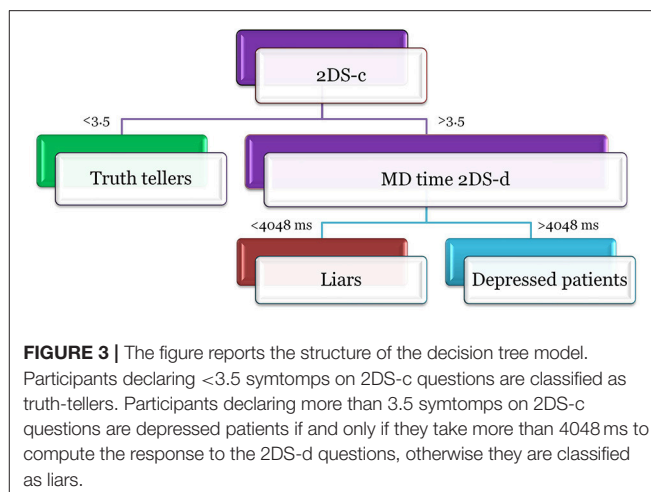 2DS-c
<3.5
>3.5
Truth tellers
MD time 2DS-d
<4048 ms
>4048 ms
Liars
Depressed patients
FIGURE 3 | The figure reports the structure of the decision tree model.
Participants declaring <3.5 symtomps on 2DS-c questions are classified as
truth-tellers. Participants declaring more than 3.5 symtomps on 2DS-c
questions are depressed patients if and only if they take more than 4048 ms to
compute the response to the 2DS-d questions, otherwise they are classified
as liars.